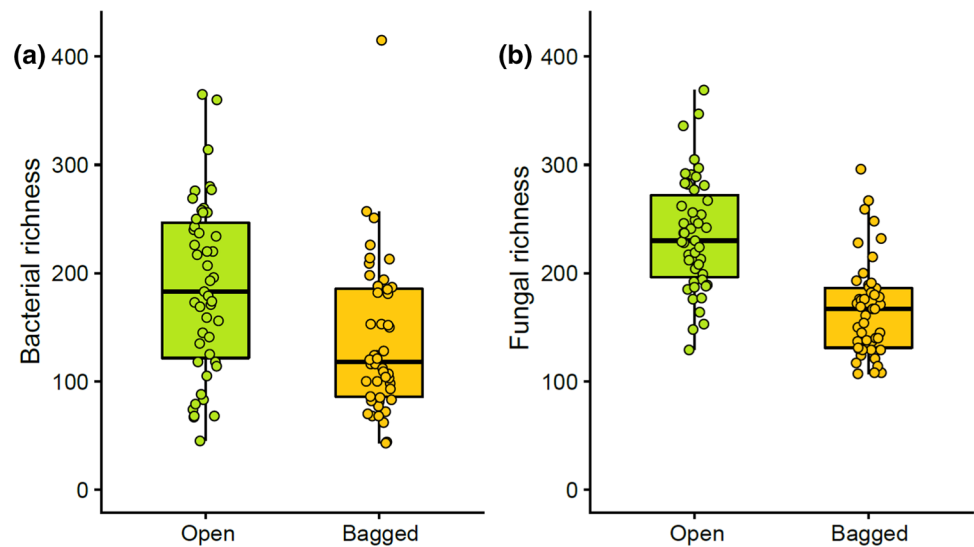 (a)
Bacterial richness
400
300
200
100
0
Open Bagged
(b)
Fungal richness
400
300
200
100
0
Open Bagged